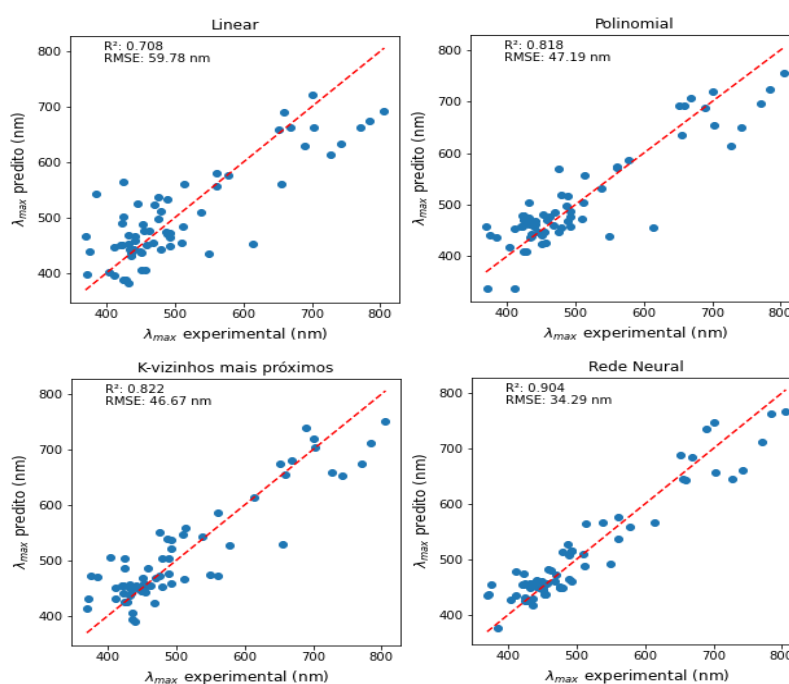 Linear
R²: 0.708
RMSE: 59.78 nm
800
700
600
500
400
λmax predito (nm)
400 500 600 700 800
λmax experimental (nm)
Polinomial
R²: 0.818
RMSE: 47.19 nm
800
700
600
500
400
λmax predito (nm)
400 500 600 700 800
λmax experimental (nm)
K-vizinhos mais próximos
R²: 0.822
RMSE: 46.67 nm
800
700
600
500
400
λmax predito (nm)
400 500 600 700 800
λmax experimental (nm)
Rede Neural
R²: 0.904
RMSE: 34.29 nm
800
700
600
500
400
λmax predito (nm)
400 500 600 700 800
λmax experimental (nm)